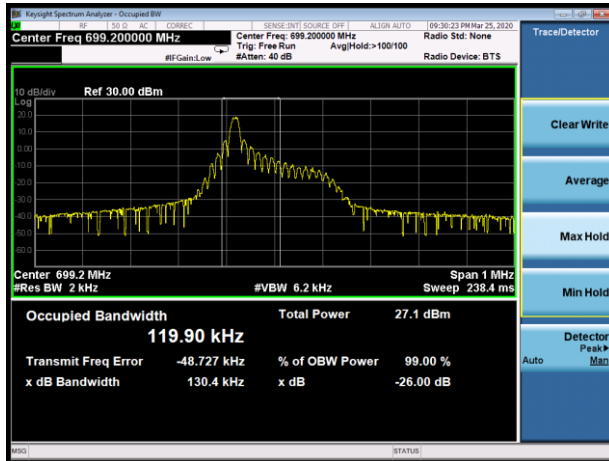 Keysight Spectrum Analyzer - Occupied BW
RF 50 Ω AC CORREC SENSE:INT SOURCE OFF ALIGN AUTO 09:30:23 PM Mar 25, 2020
Center Freq 699.200000 MHz Center Freq: 699.200000 MHz Radio Std: None
Trig: Free Run Avg|Hold:>100/100
#IFGain:Low #Atten: 40 dB Radio Device: BTS
Trace/Detector
10 dB/div Ref 30.00 dBm
Log
20.0
10.0
0.00
-10.0
-20.0
-30.0
-40.0
-50.0
-60.0
Center 699.2 MHz Span 1 MHz
#Res BW 2 kHz #VBW 6.2 kHz Sweep 238.4 ms
Occupied Bandwidth Total Power 27.1 dBm
119.90 kHz
Transmit Freq Error -48.727 kHz % of OBW Power 99.00 %
x dB Bandwidth 130.4 kHz x dB -26.00 dB
Clear Write
Average
Max Hold
Min Hold
Detector
Peak▶
Auto Man
MSG STATUS